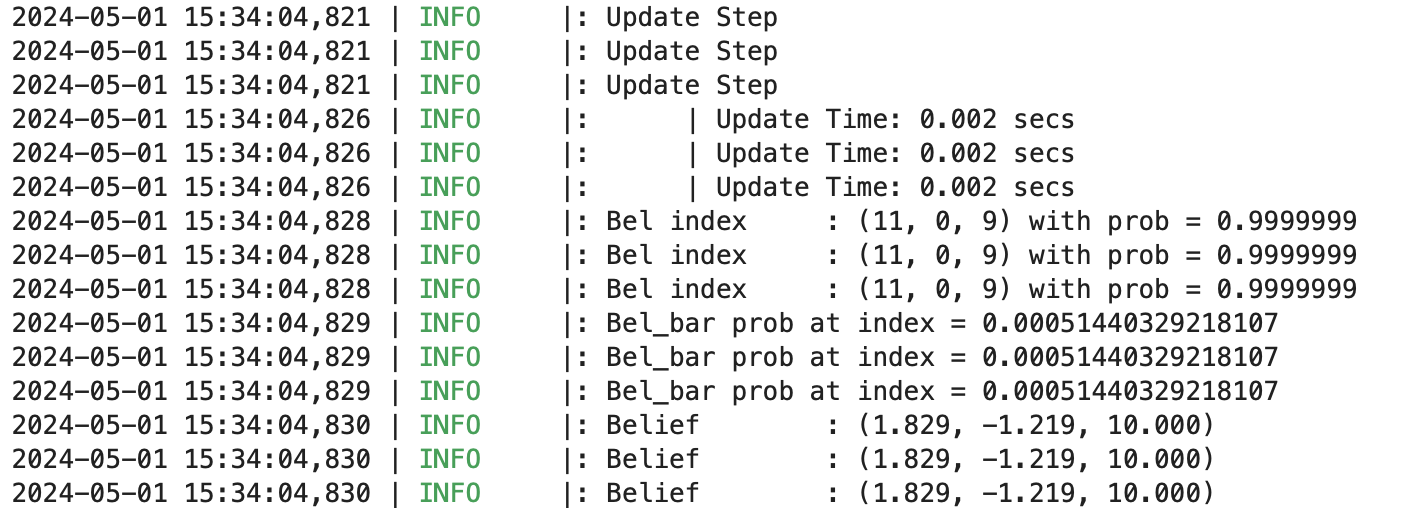 2024-05-01 15:34:04,821 | INFO     |: Update Step
2024-05-01 15:34:04,821 | INFO     |: Update Step
2024-05-01 15:34:04,821 | INFO     |: Update Step
2024-05-01 15:34:04,826 | INFO     |:      | Update Time: 0.002 secs
2024-05-01 15:34:04,826 | INFO     |:      | Update Time: 0.002 secs
2024-05-01 15:34:04,826 | INFO     |:      | Update Time: 0.002 secs
2024-05-01 15:34:04,828 | INFO     |: Bel index     : (11, 0, 9) with prob = 0.9999999
2024-05-01 15:34:04,828 | INFO     |: Bel index     : (11, 0, 9) with prob = 0.9999999
2024-05-01 15:34:04,828 | INFO     |: Bel index     : (11, 0, 9) with prob = 0.9999999
2024-05-01 15:34:04,829 | INFO     |: Bel_bar prob at index = 0.00051440329218107
2024-05-01 15:34:04,829 | INFO     |: Bel_bar prob at index = 0.00051440329218107
2024-05-01 15:34:04,829 | INFO     |: Bel_bar prob at index = 0.00051440329218107
2024-05-01 15:34:04,830 | INFO     |: Belief        : (1.829, -1.219, 10.000)
2024-05-01 15:34:04,830 | INFO     |: Belief        : (1.829, -1.219, 10.000)
2024-05-01 15:34:04,830 | INFO     |: Belief        : (1.829, -1.219, 10.000)